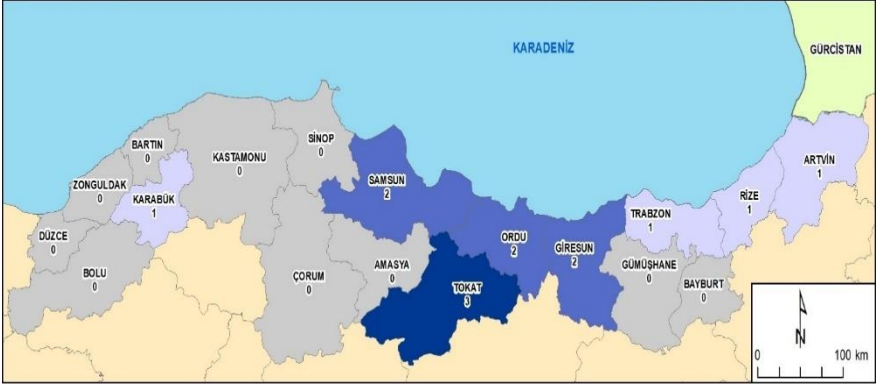 KARADENİZ
GÜRCİSTAN
BARTIN
0
KASTAMONU
0
SİNOP
0
ZONGULDAK
0
KARABÜK
1
SAMSUN
2
ARTVİN
1
RİZE
1
TRABZON
1
DÜZCE
0
BOLU
0
ÇORUM
0
AMASYA
0
ORDU
2
GİRESUN
2
TOKAT
3
GÜMÜŞHANE
0
BAYBURT
0
N
0 100 km